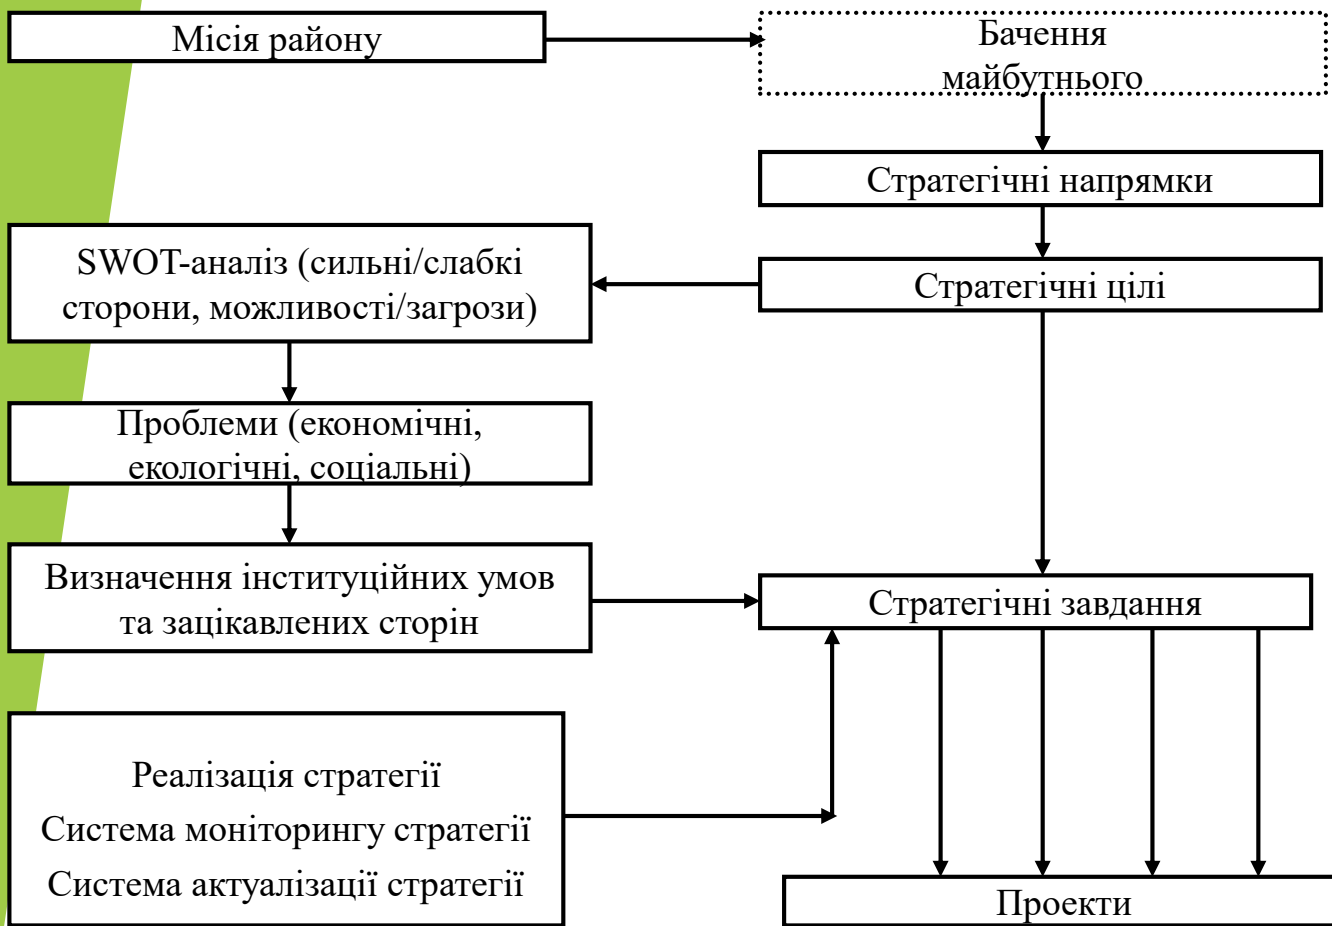 Місія району
Бачення
майбутнього
Стратегічні напрямки
SWOT-аналіз (сильні/слабкі
сторони, можливості/загрози)
Стратегічні цілі
Проблеми (економічні,
екологічні, соціальні)
Визначення інституційних умов
та зацікавлених сторін
Стратегічні завдання
Реалізація стратегії
Система моніторингу стратегії
Система актуалізації стратегії
Проекти